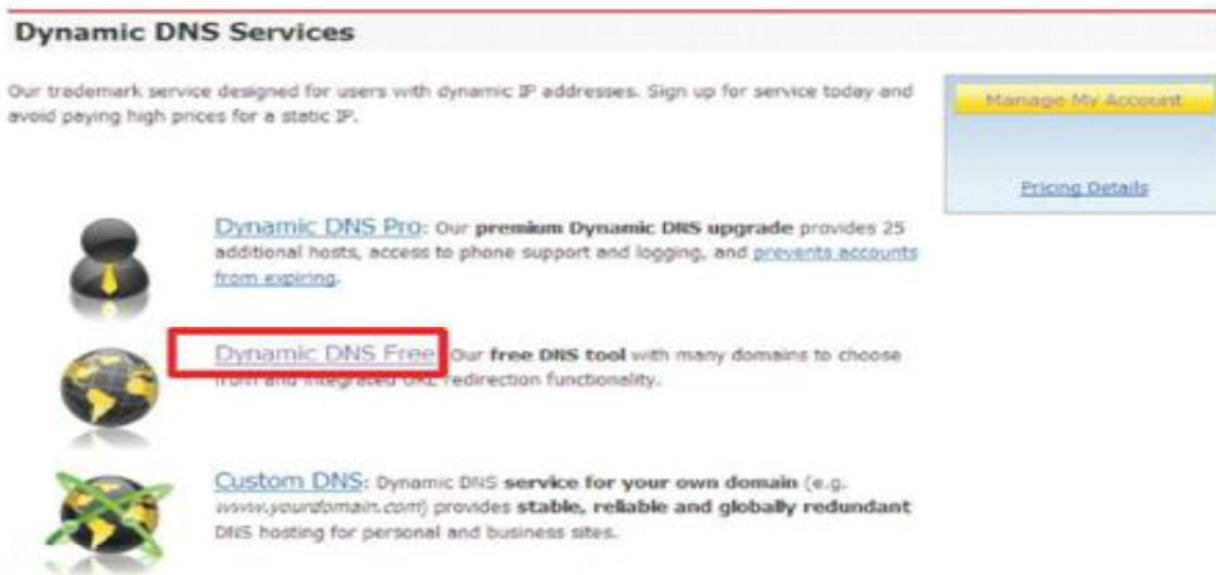 Dynamic DNS Services
Our trademark service designed for users with dynamic IP addresses. Sign up for service today and
avoid paying high prices for a static IP.
Manage My Account
Pricing Details
Dynamic DNS Pro: Our premium Dynamic DNS upgrade provides 25
additional hosts, access to phone support and logging, and prevents accounts
from expiring.
Dynamic DNS Free Our free DNS tool with many domains to choose
from and integrated URL redirection functionality.
Custom DNS: Dynamic DNS service for your own domain (e.g.
www.yourdomain.com) provides stable, reliable and globally redundant
DNS hosting for personal and business sites.